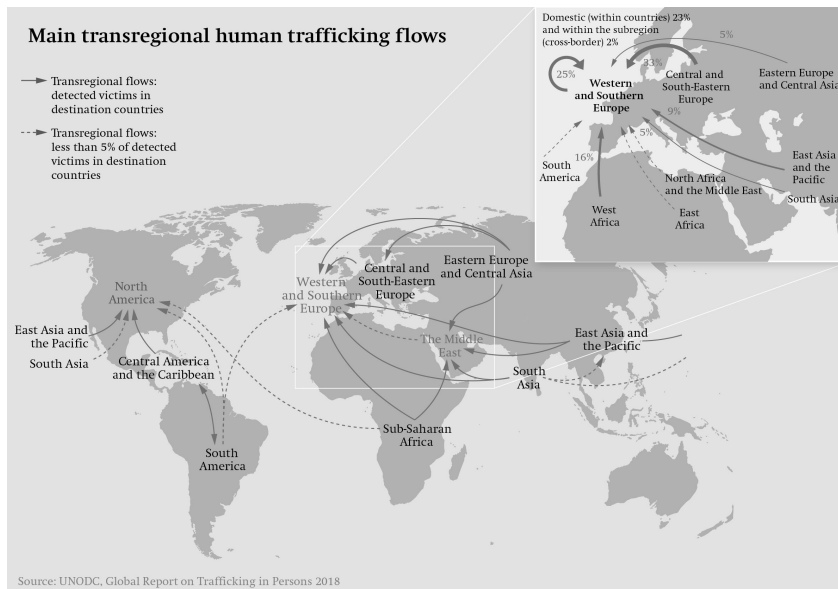 Main transregional human trafficking flows
Transregional flows:
detected victims in
destination countries
Transregional flows:
less than 5% of detected
victims in destination
countries
Domestic (within countries) 23%
and within the subregion
(cross-border) 2%
5%
25%
33%
Western
and Southern
Europe
Central and
South-Eastern
Europe
Eastern Europe
and Central Asia
9%
5%
16%
South
America
North Africa
and the Middle East
East Asia
and the
Pacific
South Asia
West
Africa
East
Africa
North
America
Western
and Southern
Europe
Central and
South-Eastern
Europe
Eastern Europe
and Central Asia
East Asia and
the Pacific
South Asia
Central America
and the Caribbean
The Middle
East
East Asia and
the Pacific
South
Asia
Sub-Saharan
Africa
South
America
Source: UNODC, Global Report on Trafficking in Persons 2018